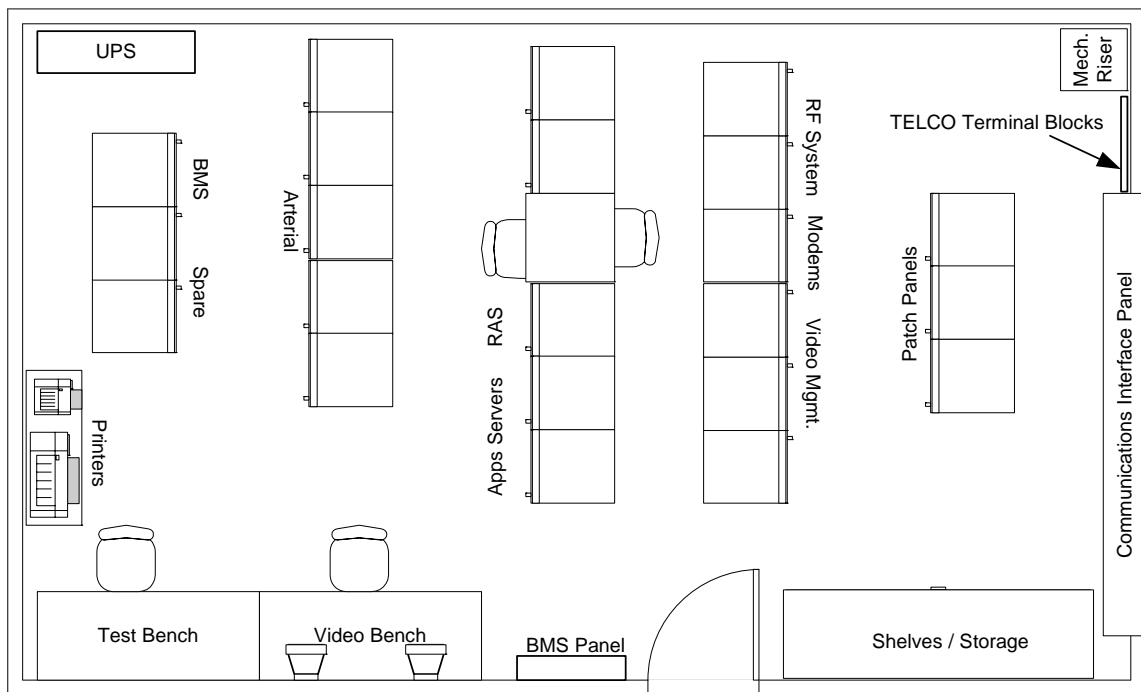 UPS
Mech.
Riser
TELCO Terminal Blocks
BMS
Spare
Arterial
RF System
Modems
Video Mgmt.
RAS
Apps Servers
Patch Panels
Communications Interface Panel
Printers
Test Bench
Video Bench
BMS Panel
Shelves / Storage